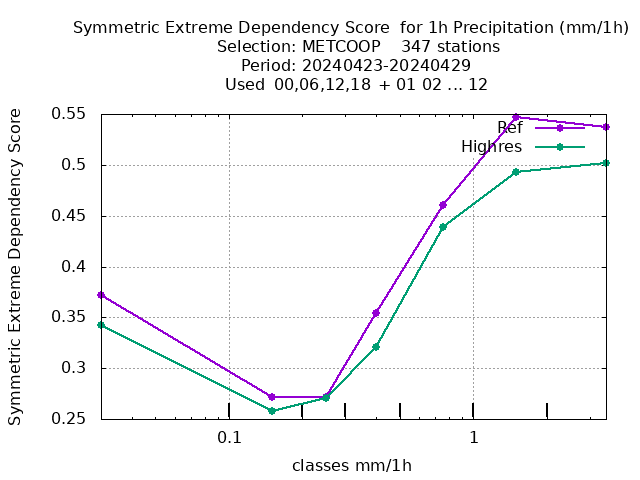 Symmetric Extreme Dependency Score for 1h Precipitation (mm/1h)
Selection: METCOOP 347 stations
Period: 20240423-20240429
Used 00,06,12,18 + 01 02 ... 12
Symmetric Extreme Dependency Score
0.55
0.5
0.45
0.4
0.35
0.3
0.25
Ref
Highres
0.1
1
classes mm/1h